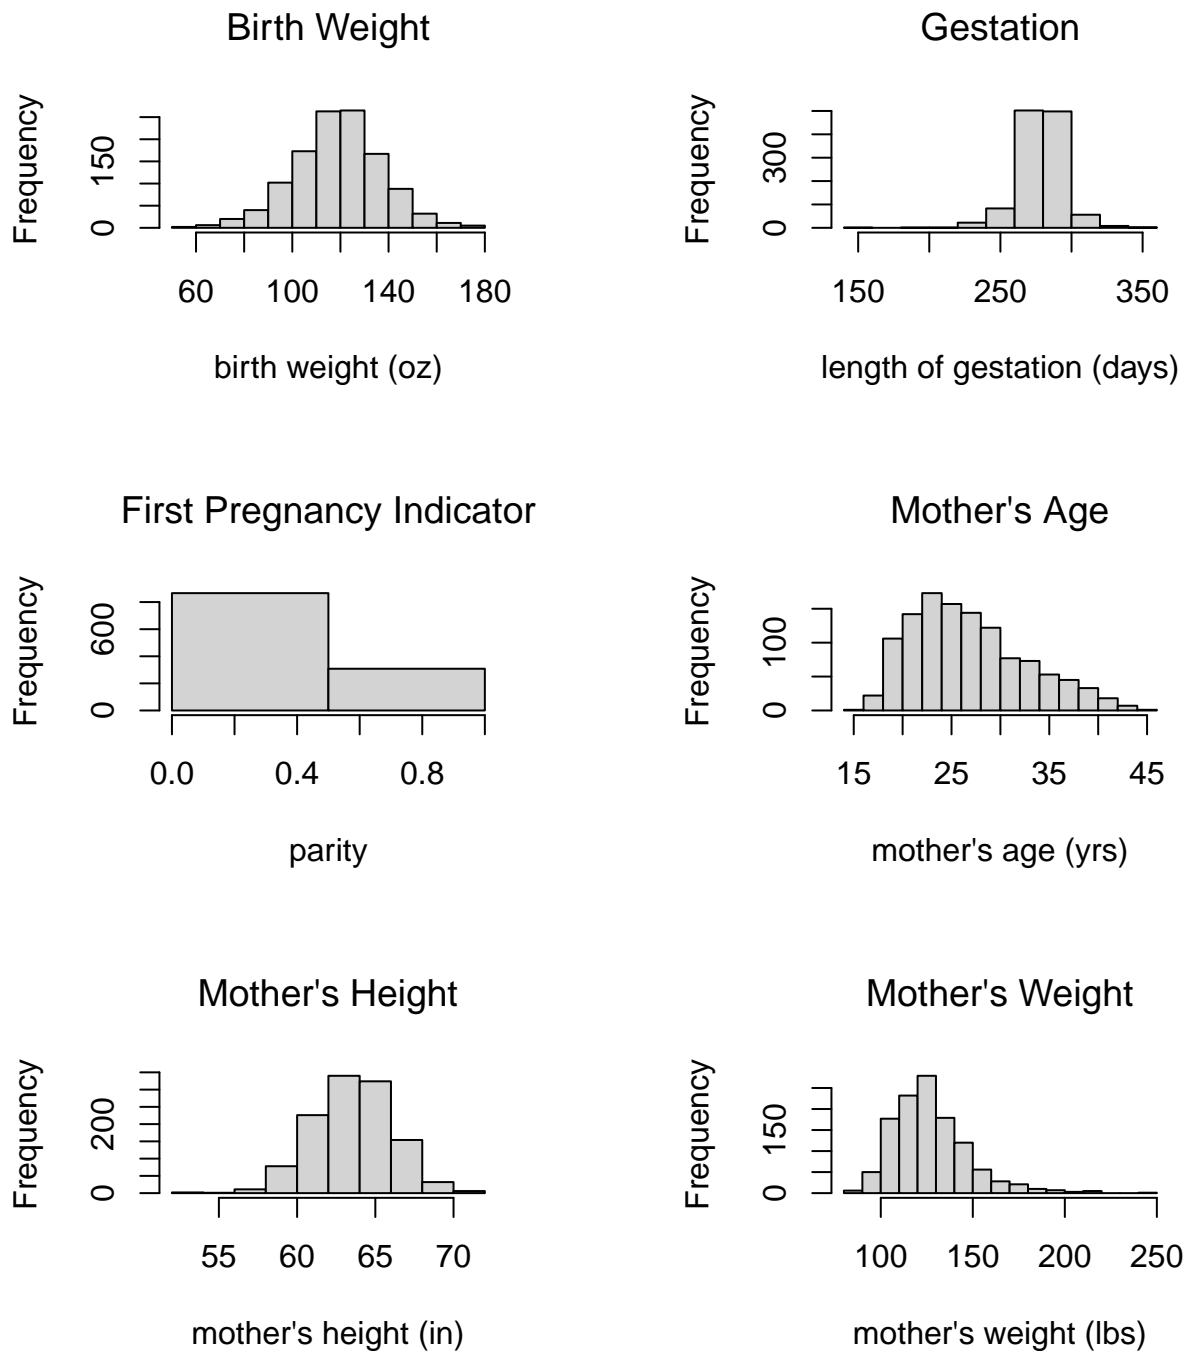 Birth Weight
Frequency
0 150
60 100 140 180
birth weight (oz)
Gestation
Frequency
0 300
150 250 350
length of gestation (days)
First Pregnancy Indicator
Frequency
0 600
0.0 0.4 0.8
parity
Mother's Age
Frequency
0 100
15 25 35 45
mother's age (yrs)
Mother's Height
Frequency
0 200
55 60 65 70
mother's height (in)
Mother's Weight
Frequency
0 150
100 150 200 250
mother's weight (lbs)